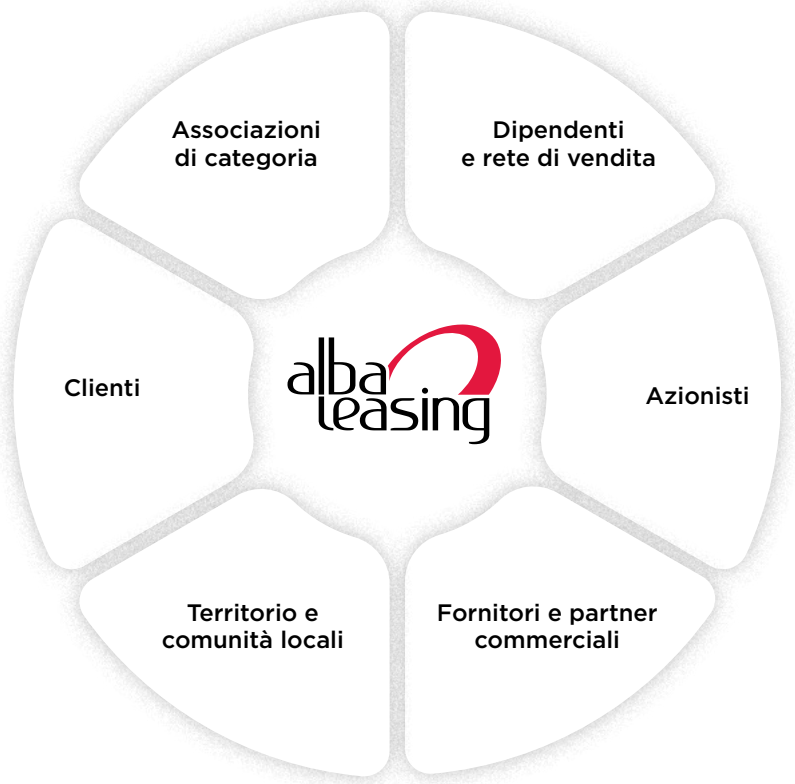 Associazioni
di categoria
Dipendenti
e rete di vendita
Clienti
alba
leasing
Azionisti
Territorio e
comunità locali
Fornitori e partner
commerciali